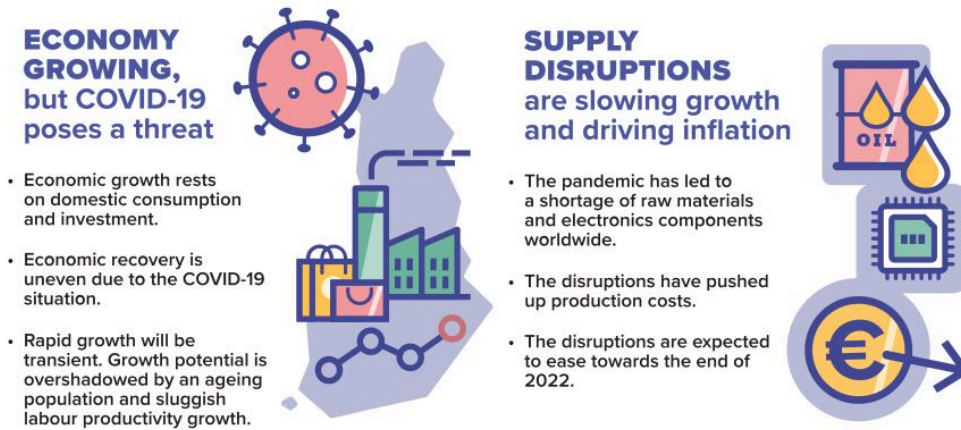 ECONOMY
GROWING,
but COVID-19
poses a threat
• Economic growth rests
on domestic consumption
and investment.
• Economic recovery is
uneven due to the COVID-19
situation.
• Rapid growth will be
transient. Growth potential is
overshadowed by an ageing
population and sluggish
labour productivity growth.
SUPPLY
DISRUPTIONS
are slowing growth
and driving inflation
• The pandemic has led to
a shortage of raw materials
and electronics components
worldwide.
• The disruptions have pushed
up production costs.
• The disruptions are expected
to ease towards the end of
2022.
OIL
€